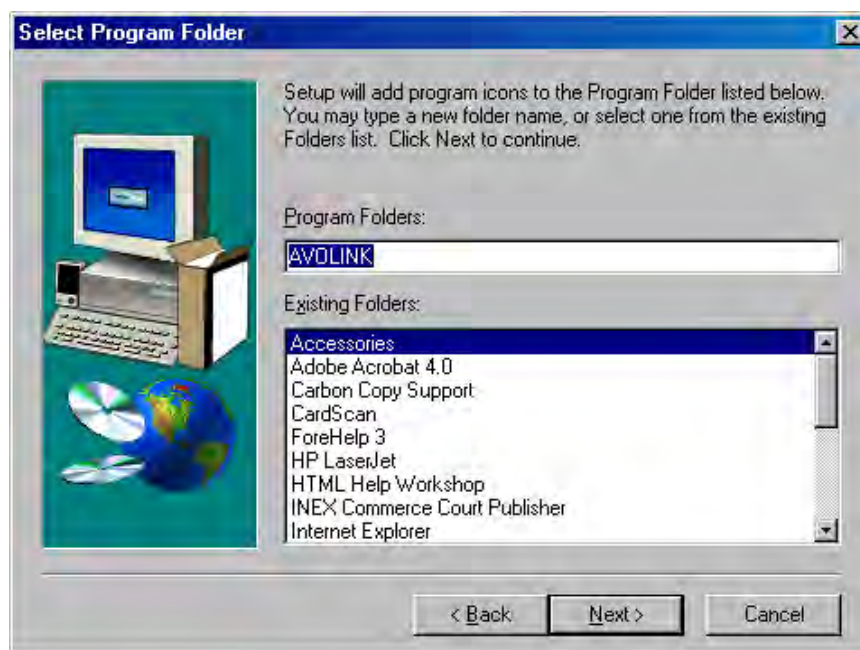 Select Program Folder
Setup will add program icons to the Program Folder listed below.
You may type a new folder name, or select one from the existing
Folders list. Click Next to continue.
Program Folders:
AVOLINK
Existing Folders:
Accessories
Adobe Acrobat 4.0
Carbon Copy Support
CardScan
ForeHelp 3
HP LaserJet
HTML Help Workshop
INEX Commerce Court Publisher
Internet Explorer
< Back
Next >
Cancel